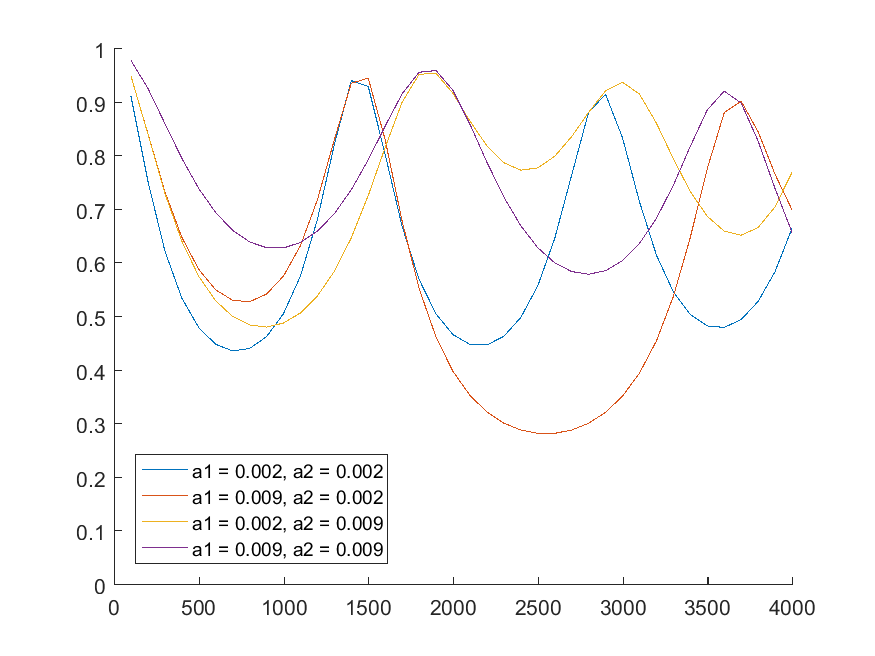 1
0.9
0.8
0.7
0.6
0.5
0.4
0.3
0.2
0.1
0
a1 = 0.002, a2 = 0.002
a1 = 0.009, a2 = 0.002
a1 = 0.002, a2 = 0.009
a1 = 0.009, a2 = 0.009
0 500 1000 1500 2000 2500 3000 3500 4000